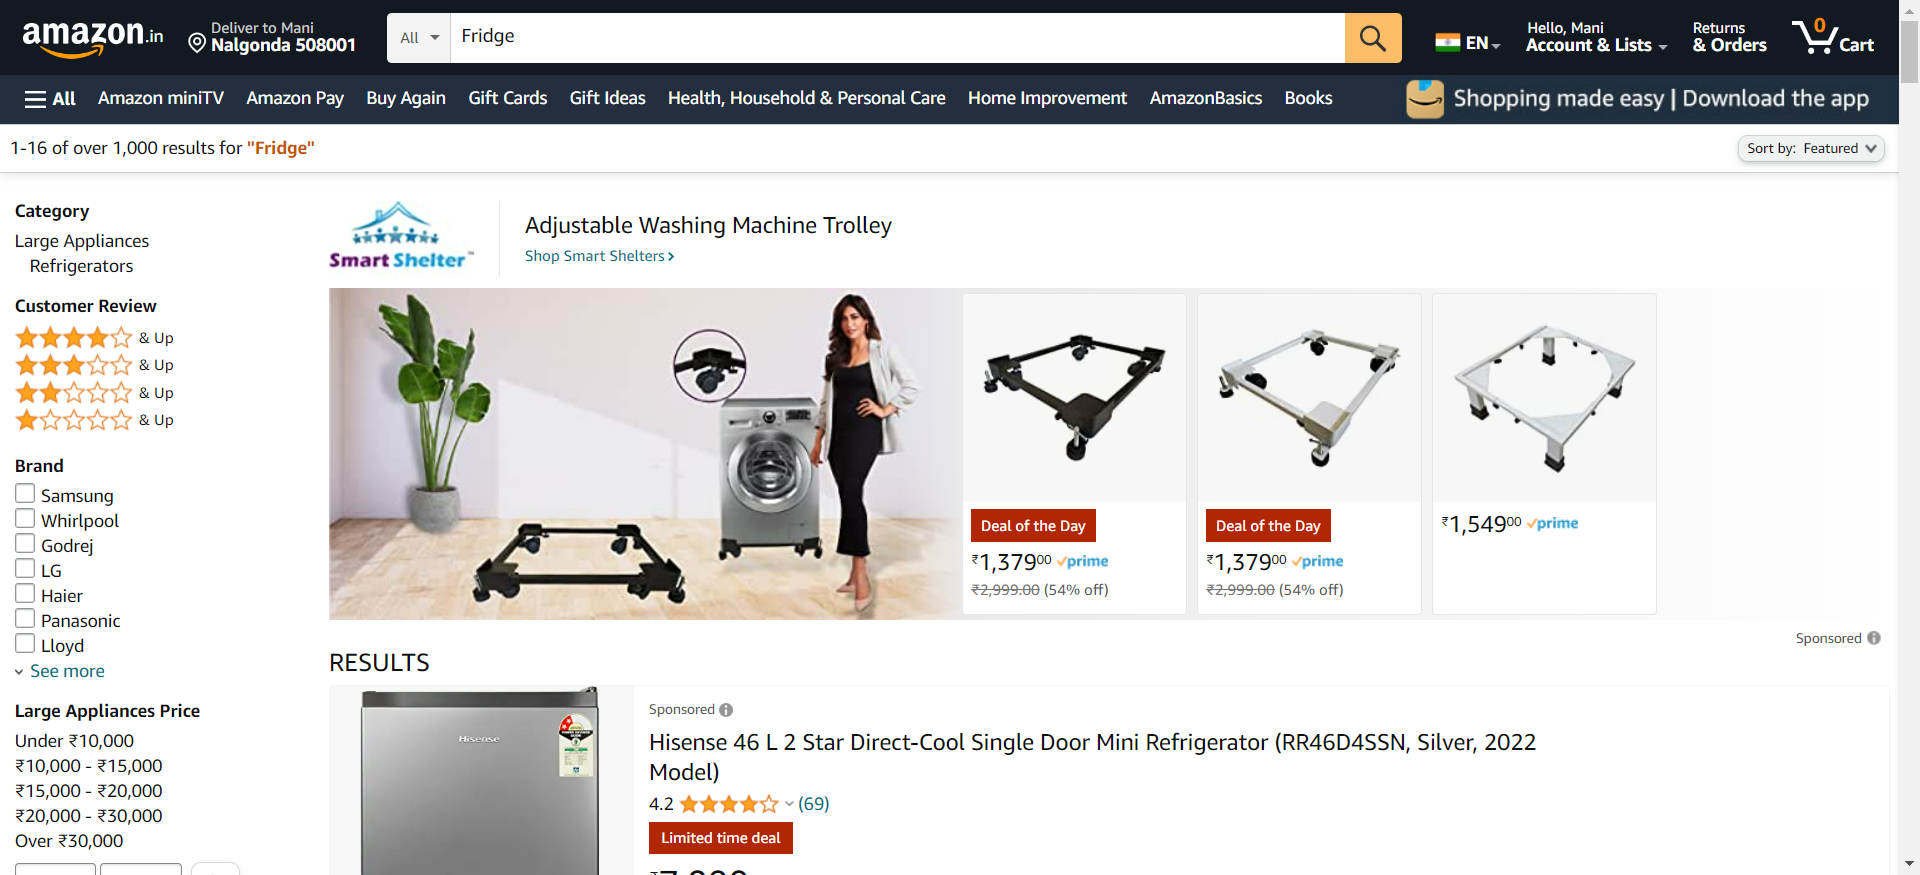 amazon.in
Deliver to Mani
Nalgonda 508001
All
Fridge
EN
Hello, Mani
Account & Lists
Returns
& Orders
0
Cart
All
Amazon miniTV
Amazon Pay
Buy Again
Gift Cards
Gift Ideas
Health, Household & Personal Care
Home Improvement
AmazonBasics
Books
Shopping made easy | Download the app
1-16 of over 1,000 results for "Fridge"
Sort by: Featured
Category
Large Appliances
Refrigerators
Customer Review
& Up
& Up
& Up
& Up
Brand
Samsung
Whirlpool
Godrej
LG
Haier
Panasonic
Lloyd
See more
Large Appliances Price
Under ₹10,000
₹10,000 - ₹15,000
₹15,000 - ₹20,000
₹20,000 - ₹30,000
Over ₹30,000
Smart Shelter™
Adjustable Washing Machine Trolley
Shop Smart Shelters ›
Deal of the Day
₹1,37900 prime
₹2,999.00 (54% off)
Deal of the Day
₹1,37900 prime
₹2,999.00 (54% off)
₹1,54900 prime
Sponsored
RESULTS
Hisense
Sponsored
Hisense 46 L 2 Star Direct-Cool Single Door Mini Refrigerator (RR46D4SSN, Silver, 2022
Model)
4.2
(69)
Limited time deal